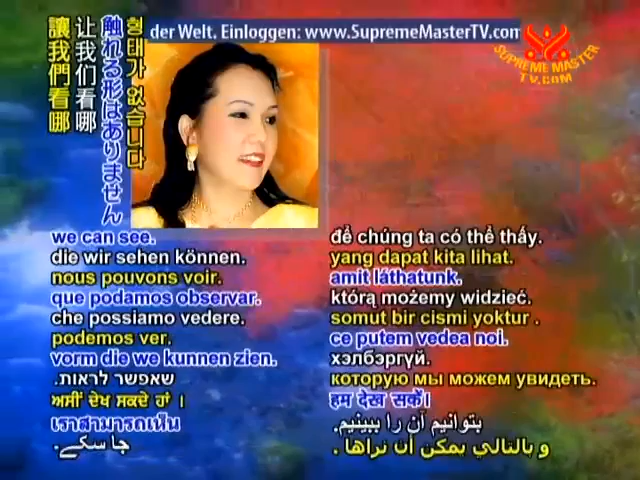 der Welt. Einloggen: www.SupremeMasterTV.com
SUPREME MASTER
TV.COM
형태가 없습니다
触れる形はありません
让我们看哪
讓我們看哪
we can see.
die wir sehen können.
nous pouvons voir.
que podamos observar.
che possiamo vedere.
podemos ver.
vorm die we kunnen zien.
שאפשר לראות.
ਅਸੀਂ ਦੇਖ ਸਕਦੇ ਹਾਂ ।
เราสามารถเห็น
جا سکے۔
để chúng ta có thể thấy.
yang dapat kita lihat.
amit láthatunk.
którą możemy widzieć.
somut bir cismi yoktur .
ce putem vedea noi.
хэлбэргүй.
которую мы можем увидеть.
हम देख सकें।
بتوانیم آن را ببینیم.
و بالتالي يمكن أن نراها .